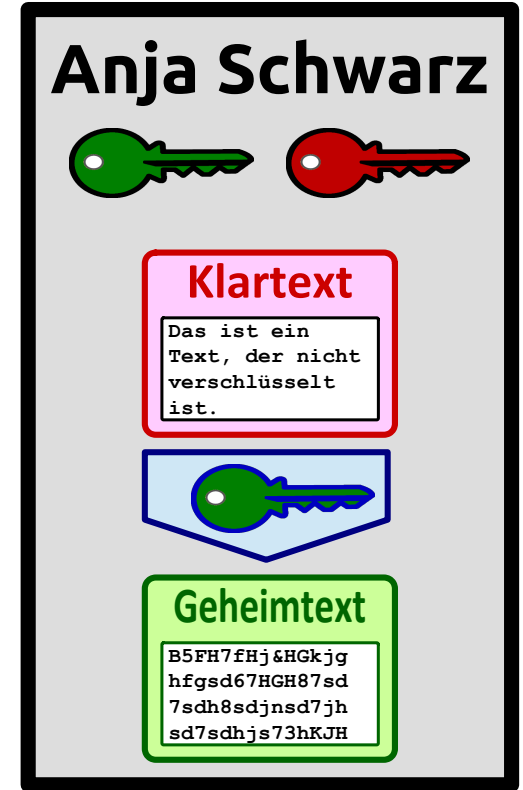 Anja Schwarz
Klartext
Das ist ein
Text, der nicht
verschlüsselt
ist.
Geheimtext
B5FH7fHj&HGkjg
hfgsd67HGH87sd
7sdh8sdjnsd7jh
sd7sdhjs73hKJH